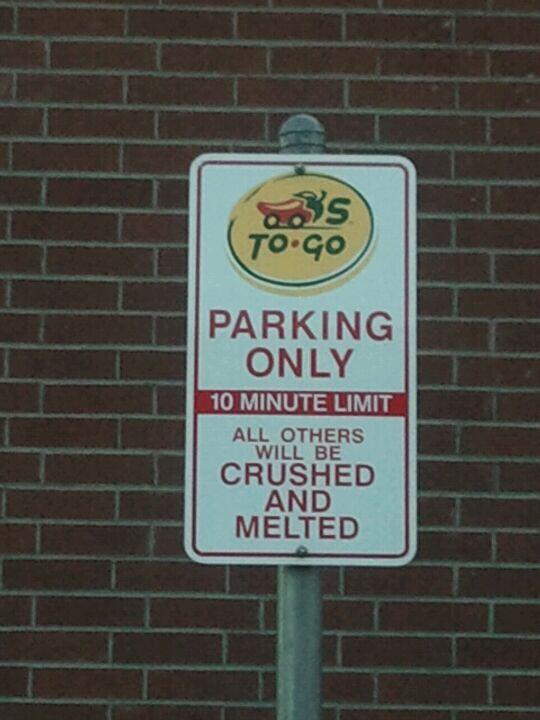 'S
TO•GO
PARKING
ONLY
10 MINUTE LIMIT
ALL OTHERS
WILL BE
CRUSHED
AND
MELTED